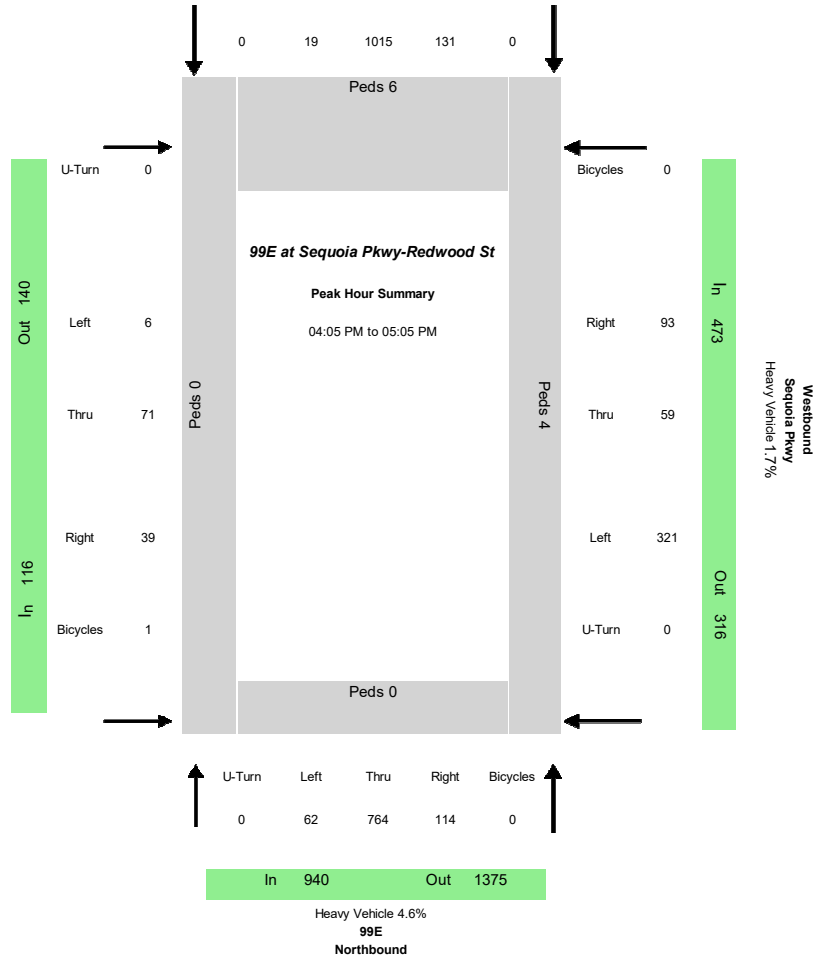 0 19 1015 131 0
Peds 6
U-Turn 0
Bicycles 0
99E at Sequoia Pkwy-Redwood St
Peak Hour Summary
04:05 PM to 05:05 PM
Out 140
In 116
Left 6
Thru 71
Right 39
Bicycles 1
Peds 0
Peds 4
Right 93
Thru 59
Left 321
U-Turn 0
In 473
Out 316
Westbound
Sequoia Pkwy
Heavy Vehicle 1.7%
Peds 0
U-Turn Left Thru Right Bicycles
0 62 764 114 0
In 940 Out 1375
Heavy Vehicle 4.6%
99E
Northbound